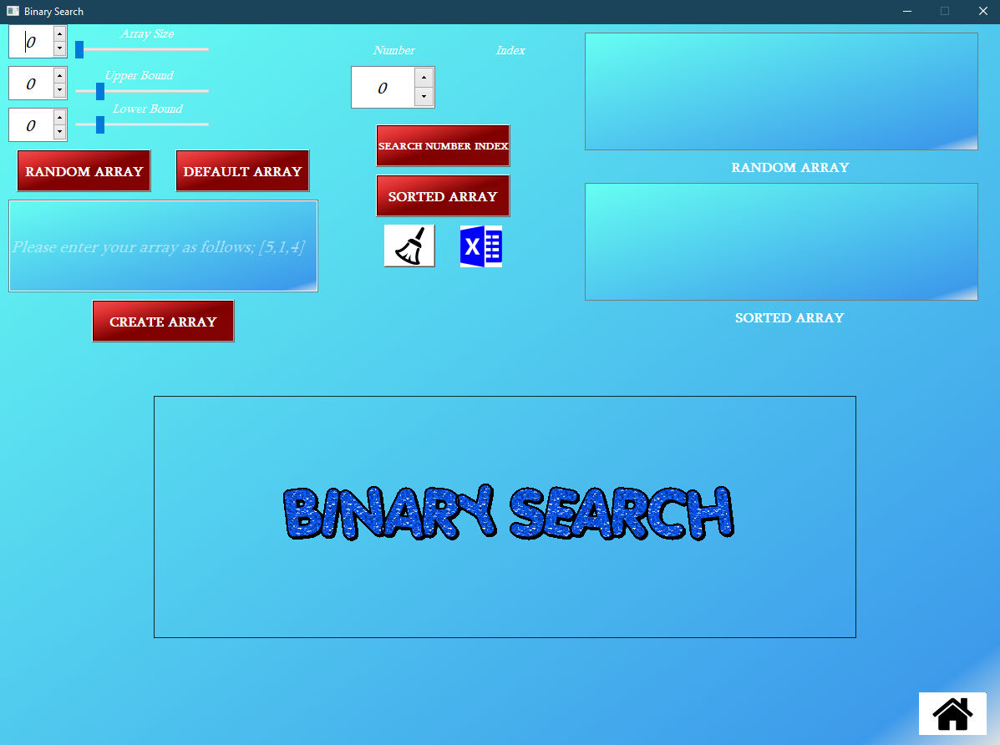 Binary Search
0
Array Size
0
Upper Bound
0
Lower Bound
RANDOM ARRAY
DEFAULT ARRAY
Please enter your array as follows; [5,1,4]
CREATE ARRAY
Number
Index
0
SEARCH NUMBER INDEX
SORTED ARRAY
X
RANDOM ARRAY
SORTED ARRAY
BINARY SEARCH